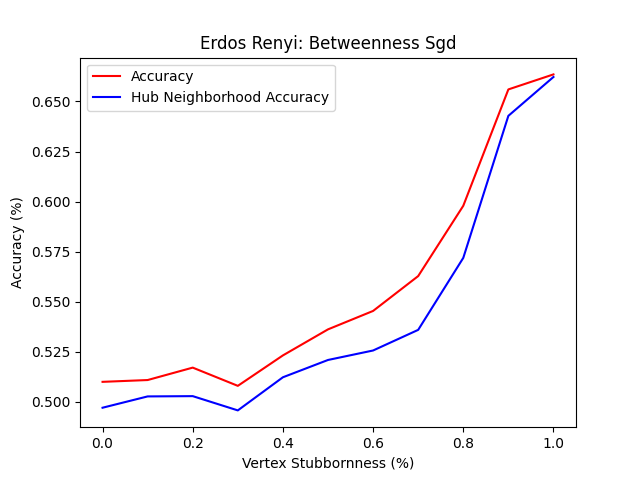 Erdos Renyi: Betweenness Sgd
Accuracy
Hub Neighborhood Accuracy
Accuracy (%)
0.650
0.625
0.600
0.575
0.550
0.525
0.500
0.0 0.2 0.4 0.6 0.8 1.0
Vertex Stubbornness (%)